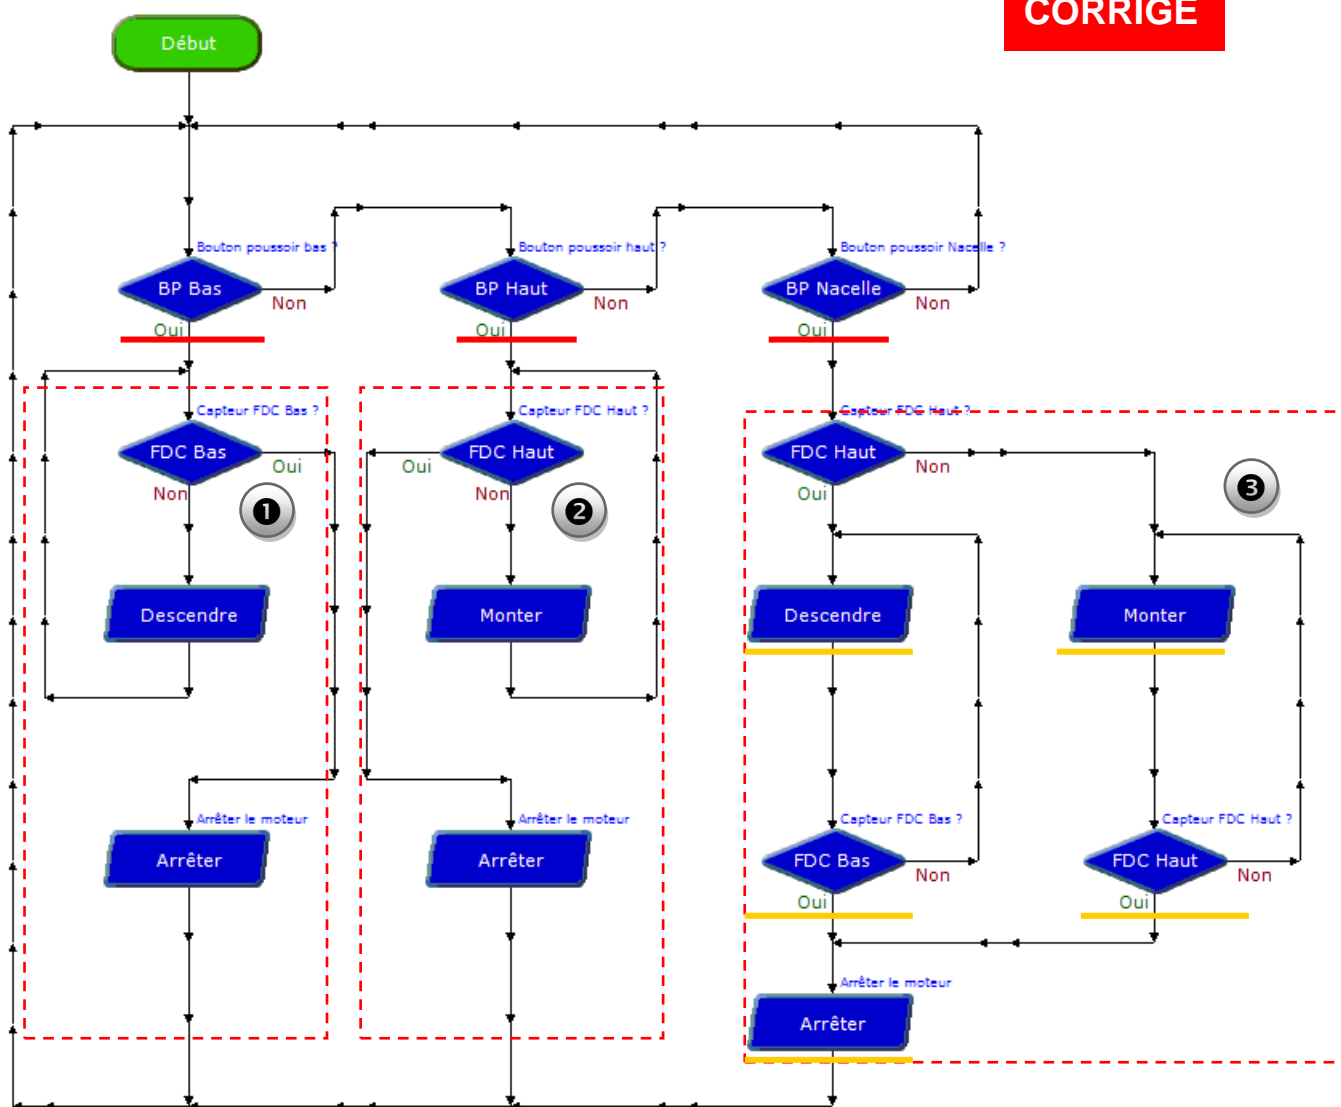 CORRIGE
Début
Bouton poussoir bas ?
Bouton poussoir haut ?
Bouton poussoir Nacelle ?
BP Bas
Non
Oui
BP Haut
Non
Oui
BP Nacelle
Non
Oui
Capteur FDC Bas ?
Capteur FDC Haut ?
Capteur FDC Haut ?
FDC Bas
Oui
Non
1
FDC Haut
Oui
Non
2
FDC Haut
Non
Oui
3
Descendre
Monter
Descendre
Monter
Arrêter le moteur
Arrêter le moteur
Capteur FDC Bas ?
Capteur FDC Haut ?
Arrêter
Arrêter
FDC Bas
Non
Oui
FDC Haut
Non
Oui
Arrêter le moteur
Arrêter